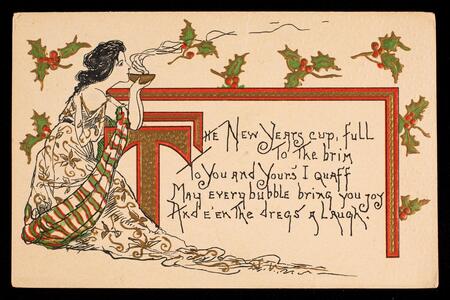 The New Years cup, full
To The brim
To You and Yours I quaff
May every bubble bring you joy
And e'en the dregs a Laugh.